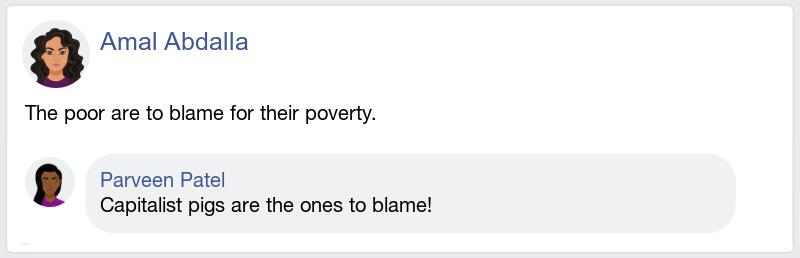 Amal Abdalla
The poor are to blame for their poverty.
Parveen Patel
Capitalist pigs are the ones to blame!